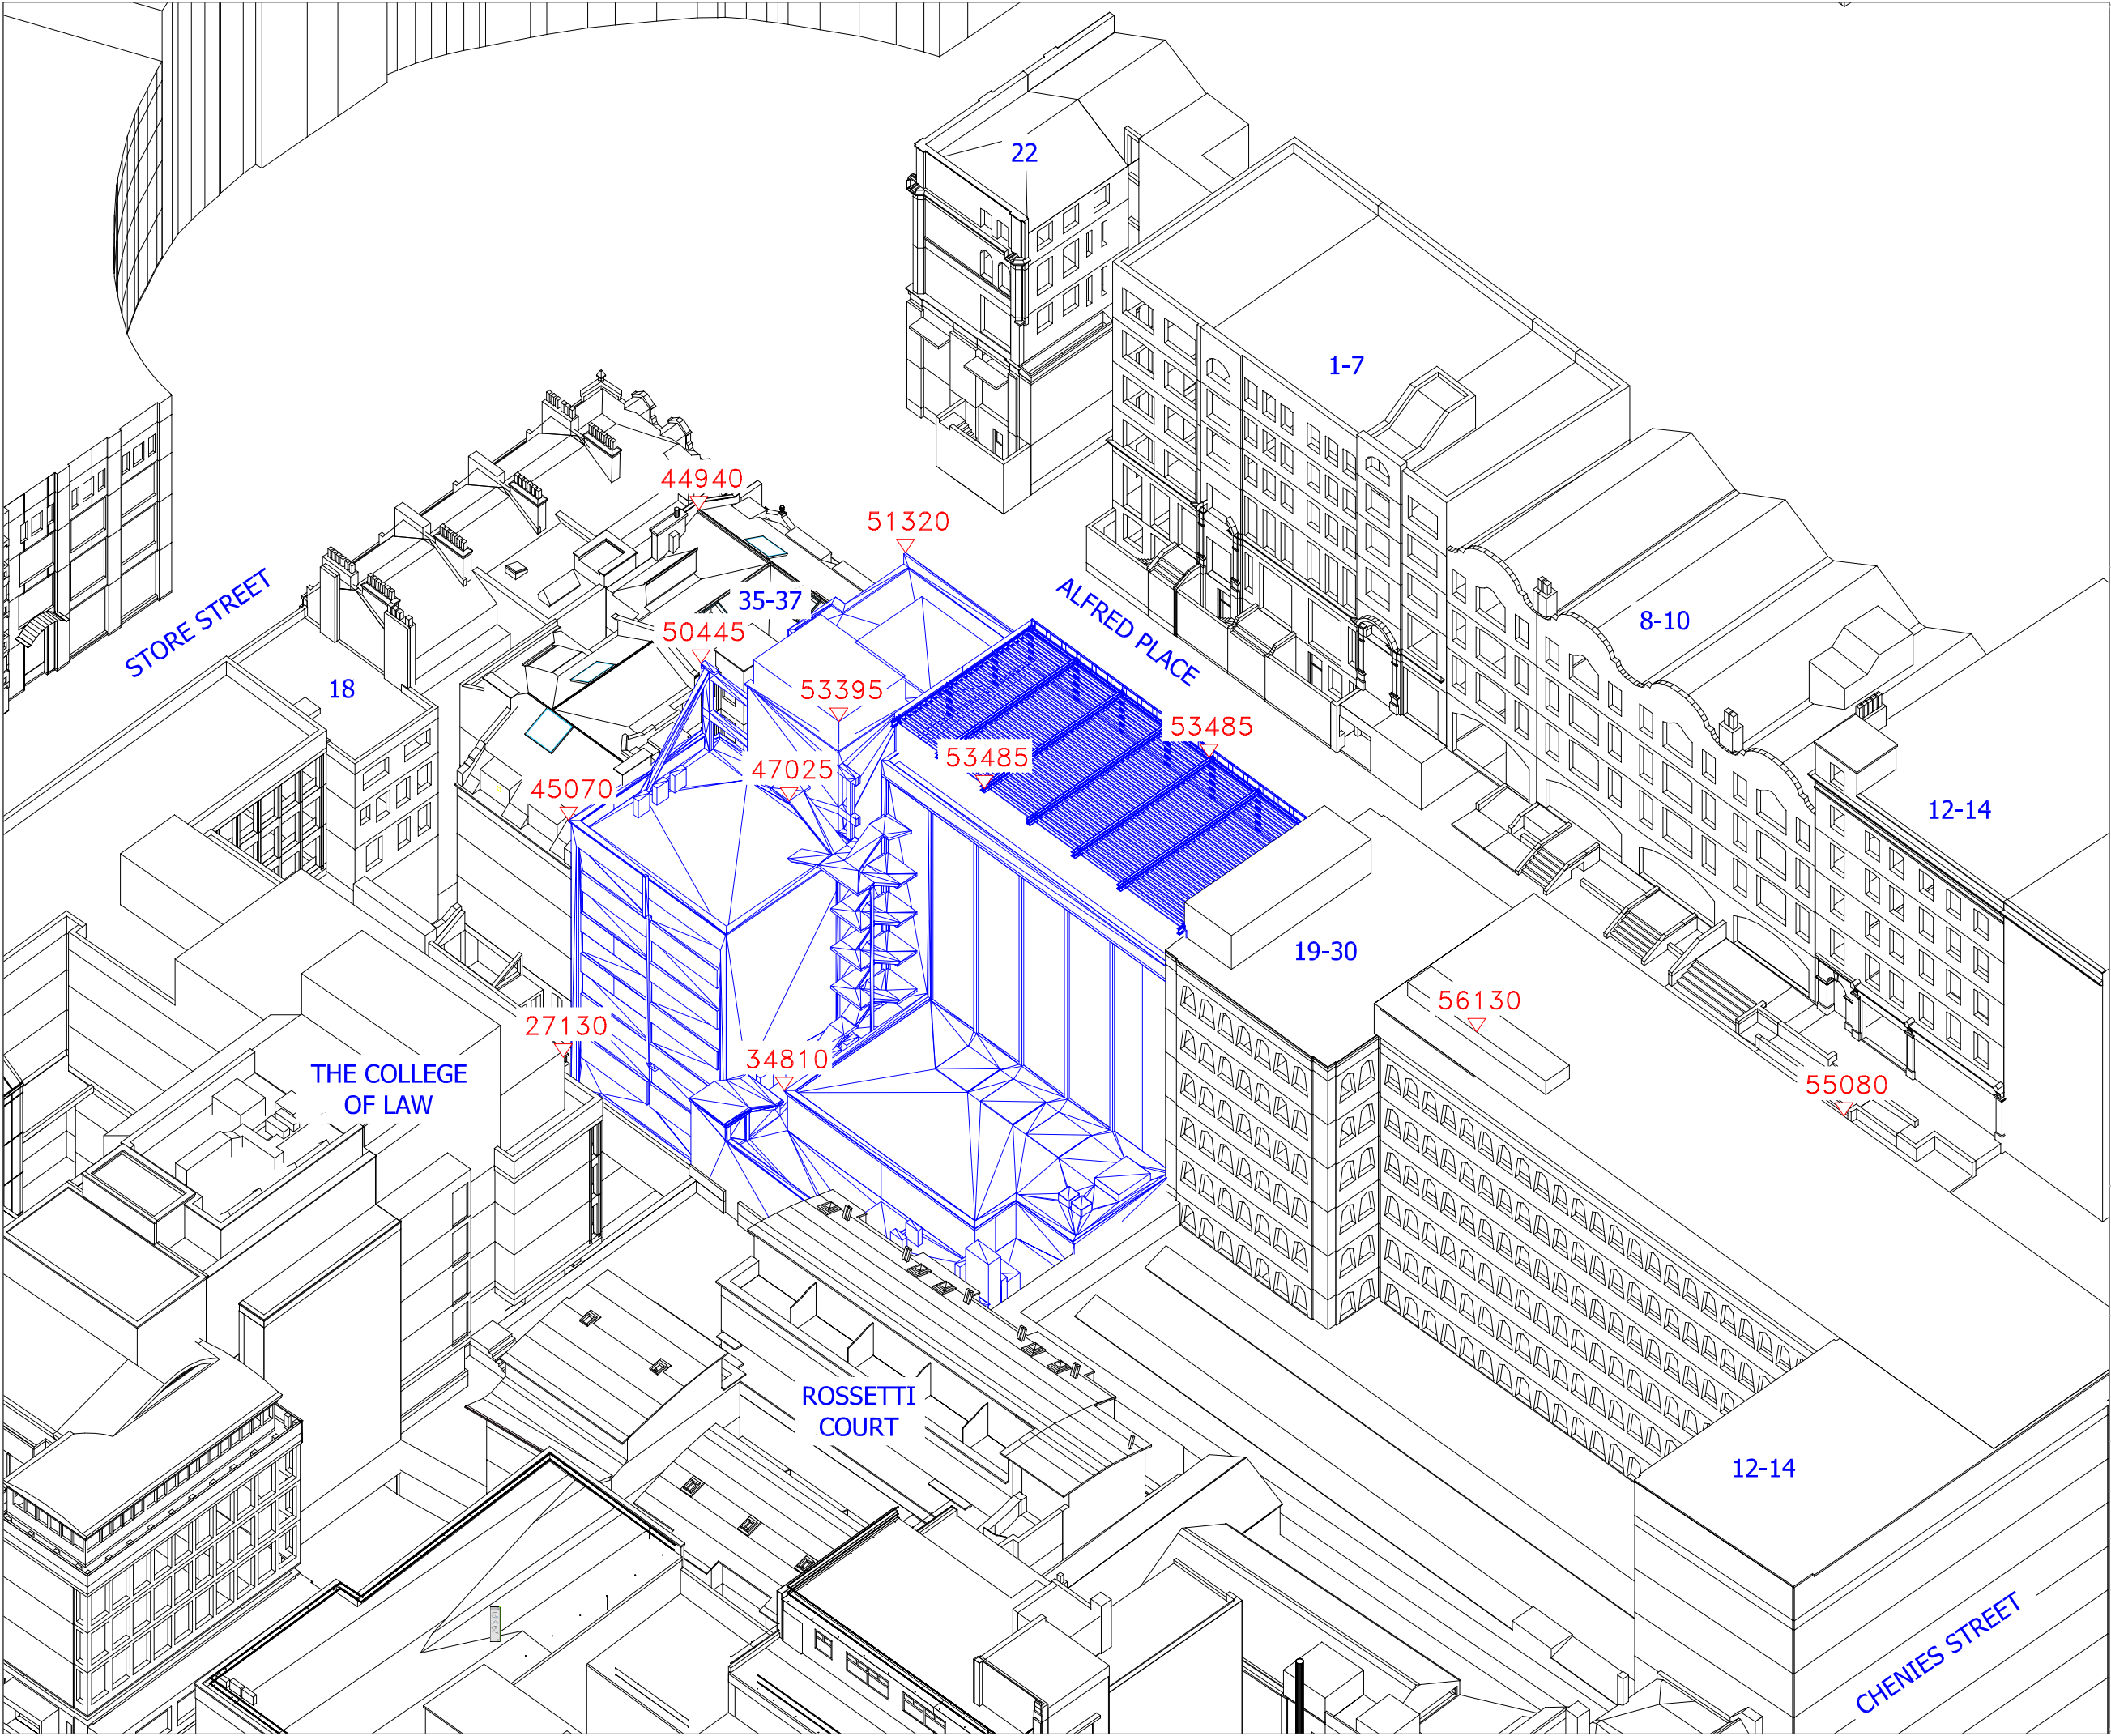 22
1-7
44940
51320
35-37
ALFRED PLACE
STORE STREET
50445
8-10
18
53395
53485
53485
47025
45070
12-14
19-30
56130
27130
34810
THE COLLEGE
OF LAW
55080
ROSSETTI
COURT
12-14
CHENIES STREET